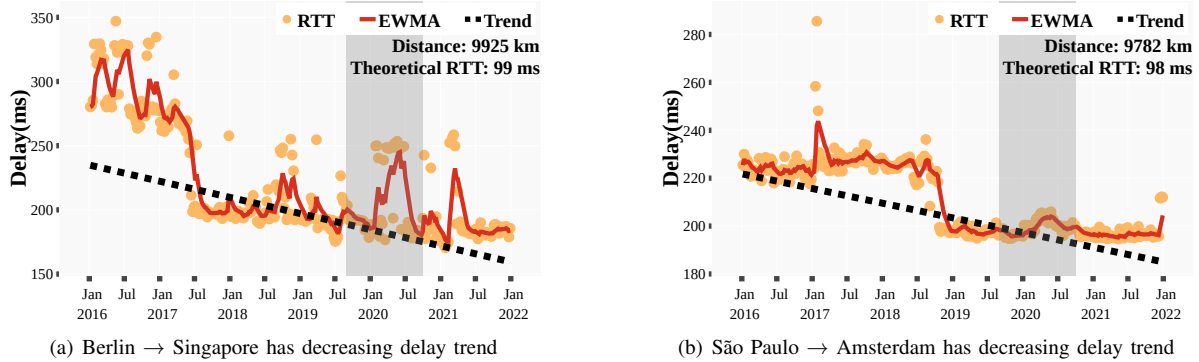 RTT EWMA Trend
Distance: 9925 km
Theoretical RTT: 99 ms
Delay(ms)
350
300
250
200
150
Jan Jul Jan Jul Jan Jul Jan Jul Jan Jul Jan Jul Jan
2016 2017 2018 2019 2020 2021 2022
(a) Berlin → Singapore has decreasing delay trend
RTT EWMA Trend
Distance: 9782 km
Theoretical RTT: 98 ms
Delay(ms)
280
260
240
220
200
180
Jan Jul Jan Jul Jan Jul Jan Jul Jan Jul Jan Jul Jan
2016 2017 2018 2019 2020 2021 2022
(b) São Paulo → Amsterdam has decreasing delay trend